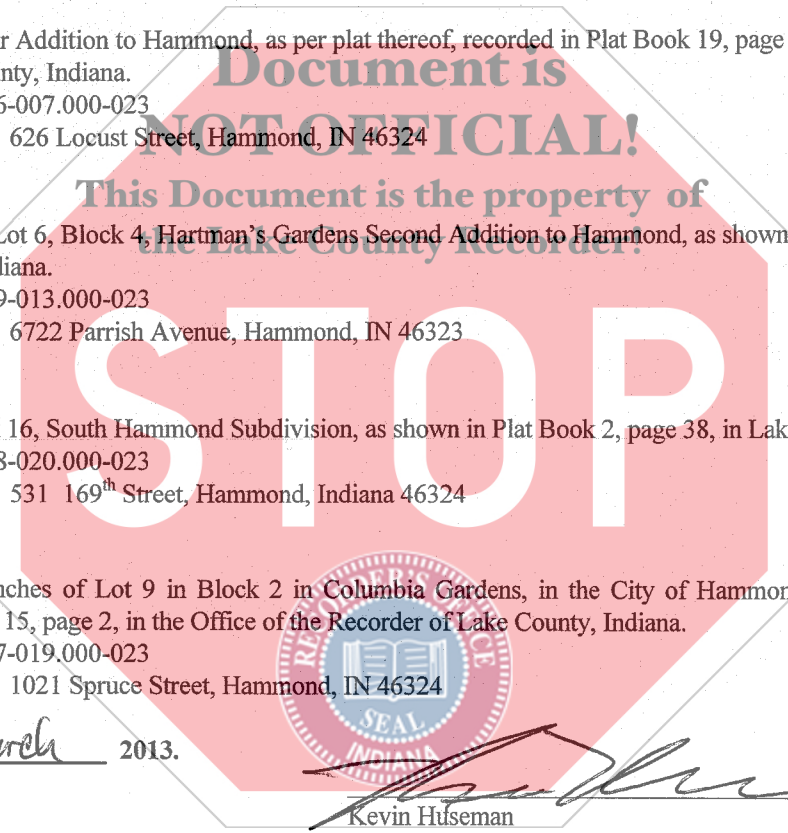 r Addition to Hammond, as per plat thereof, recorded in Plat Book 19, page
nty, Indiana.
Document is
6-007.000-023
626 Locust Street, Hammond, IN 46324
NOT OFFICIAL!
This Document is the property of
Lot 6, Block 4, Hartman's Gardens Second Addition to Hammond, as shown
the Lake County Recorder!
diana.
9-013.000-023
6722 Parrish Avenue, Hammond, IN 46323
STOP
16, South Hammond Subdivision, as shown in Plat Book 2, page 38, in Lak
8-020.000-023
531 169th Street, Hammond, Indiana 46324
nches of Lot 9 in Block 2 in Columbia Gardens, in the City of Hammon
15, page 2, in the Office of the Recorder of Lake County, Indiana.
7-019.000-023
1021 Spruce Street, Hammond, IN 46324
RECORDER'S OFFICE
SEAL
INDIANA
arch 2013.
Kevin Huseman